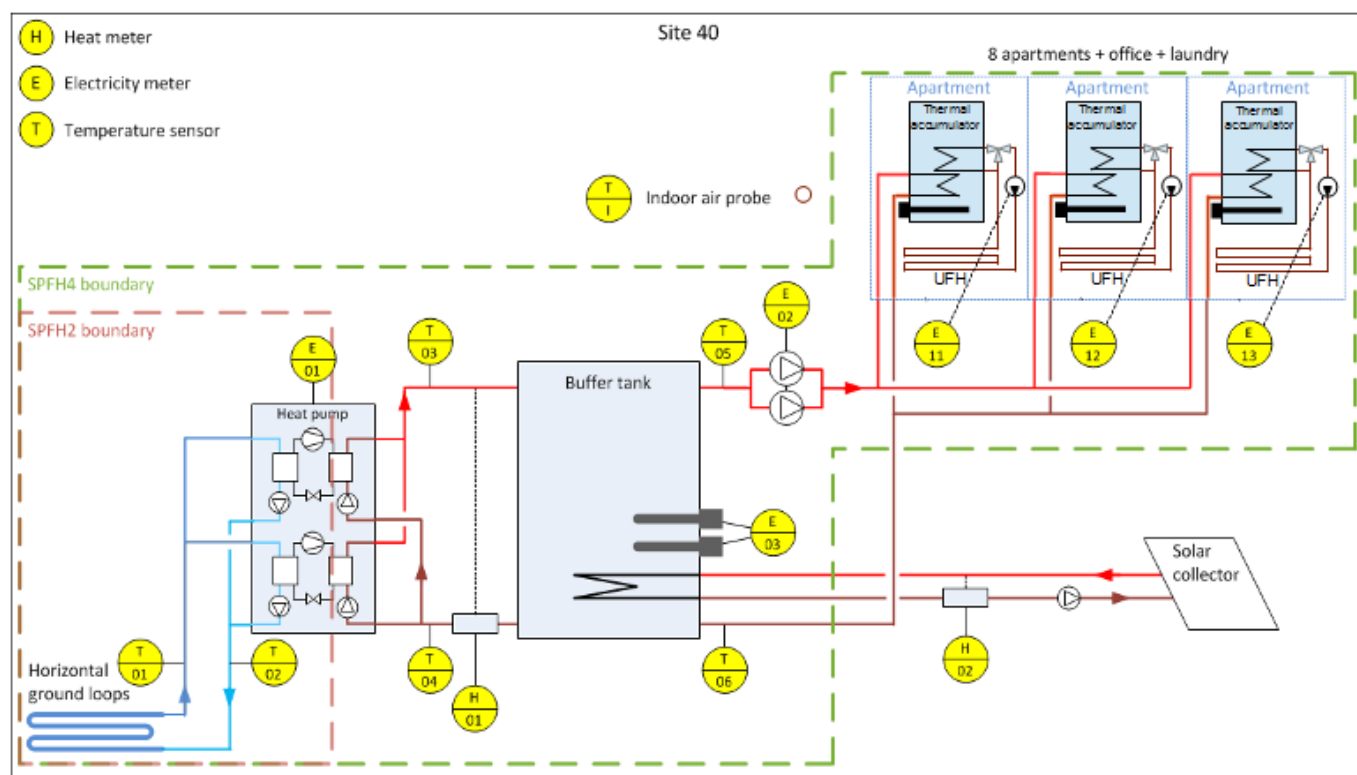 Site 40
H Heat meter
E Electricity meter
T Temperature sensor
8 apartments + office + laundry
Apartment
Apartment
Apartment
Thermal
accumulator
Thermal
accumulator
Thermal
accumulator
T
I
Indoor air probe
UFH
UFH
UFH
SPFH4 boundary
SPFH2 boundary
E
01
T
03
T
05
E
02
E
11
E
12
E
13
Heat pump
Buffer tank
E
03
Solar
collector
Horizontal
ground loops
T
01
T
02
T
04
H
01
T
06
H
02